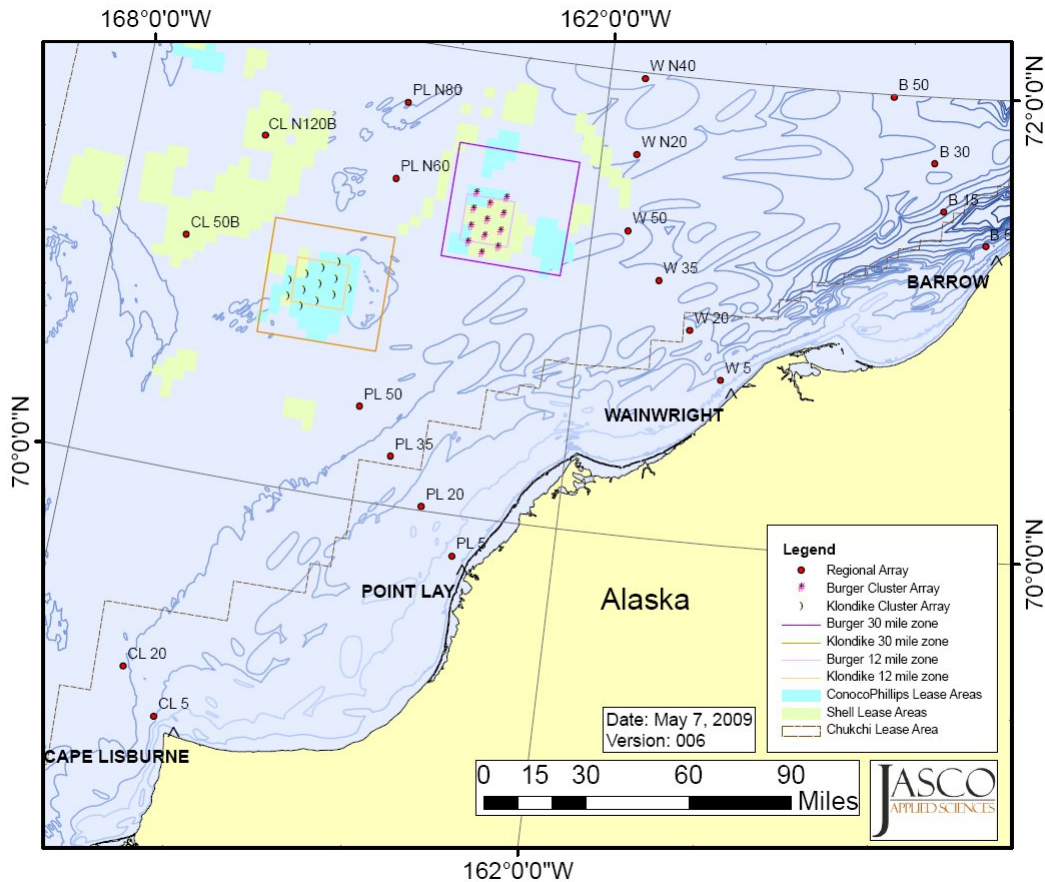 168°0'0"W
162°0'0"W
W N40
B 50
72°0'0"N
PL N80
CL N120B
W N20
B 30
PL N60
B 15
CL 50B
W 50
B 5
W 35
BARROW
W 20
W 5
WAINWRIGHT
PL 50
70°0'0"N
PL 35
PL 20
PL 5
POINT LAY
Alaska
70°0'0"N
CL 20
CL 5
CAPE LISBURNE
Legend
Regional Array
Burger Cluster Array
Klondike Cluster Array
Burger 30 mile zone
Klondike 30 mile zone
Burger 12 mile zone
Klondike 12 mile zone
ConocoPhillips Lease Areas
Shell Lease Areas
Chukchi Lease Area
Date: May 7, 2009
Version: 006
0 15 30 60 90
Miles
JASCO
APPLIED SCIENCES
162°0'0"W